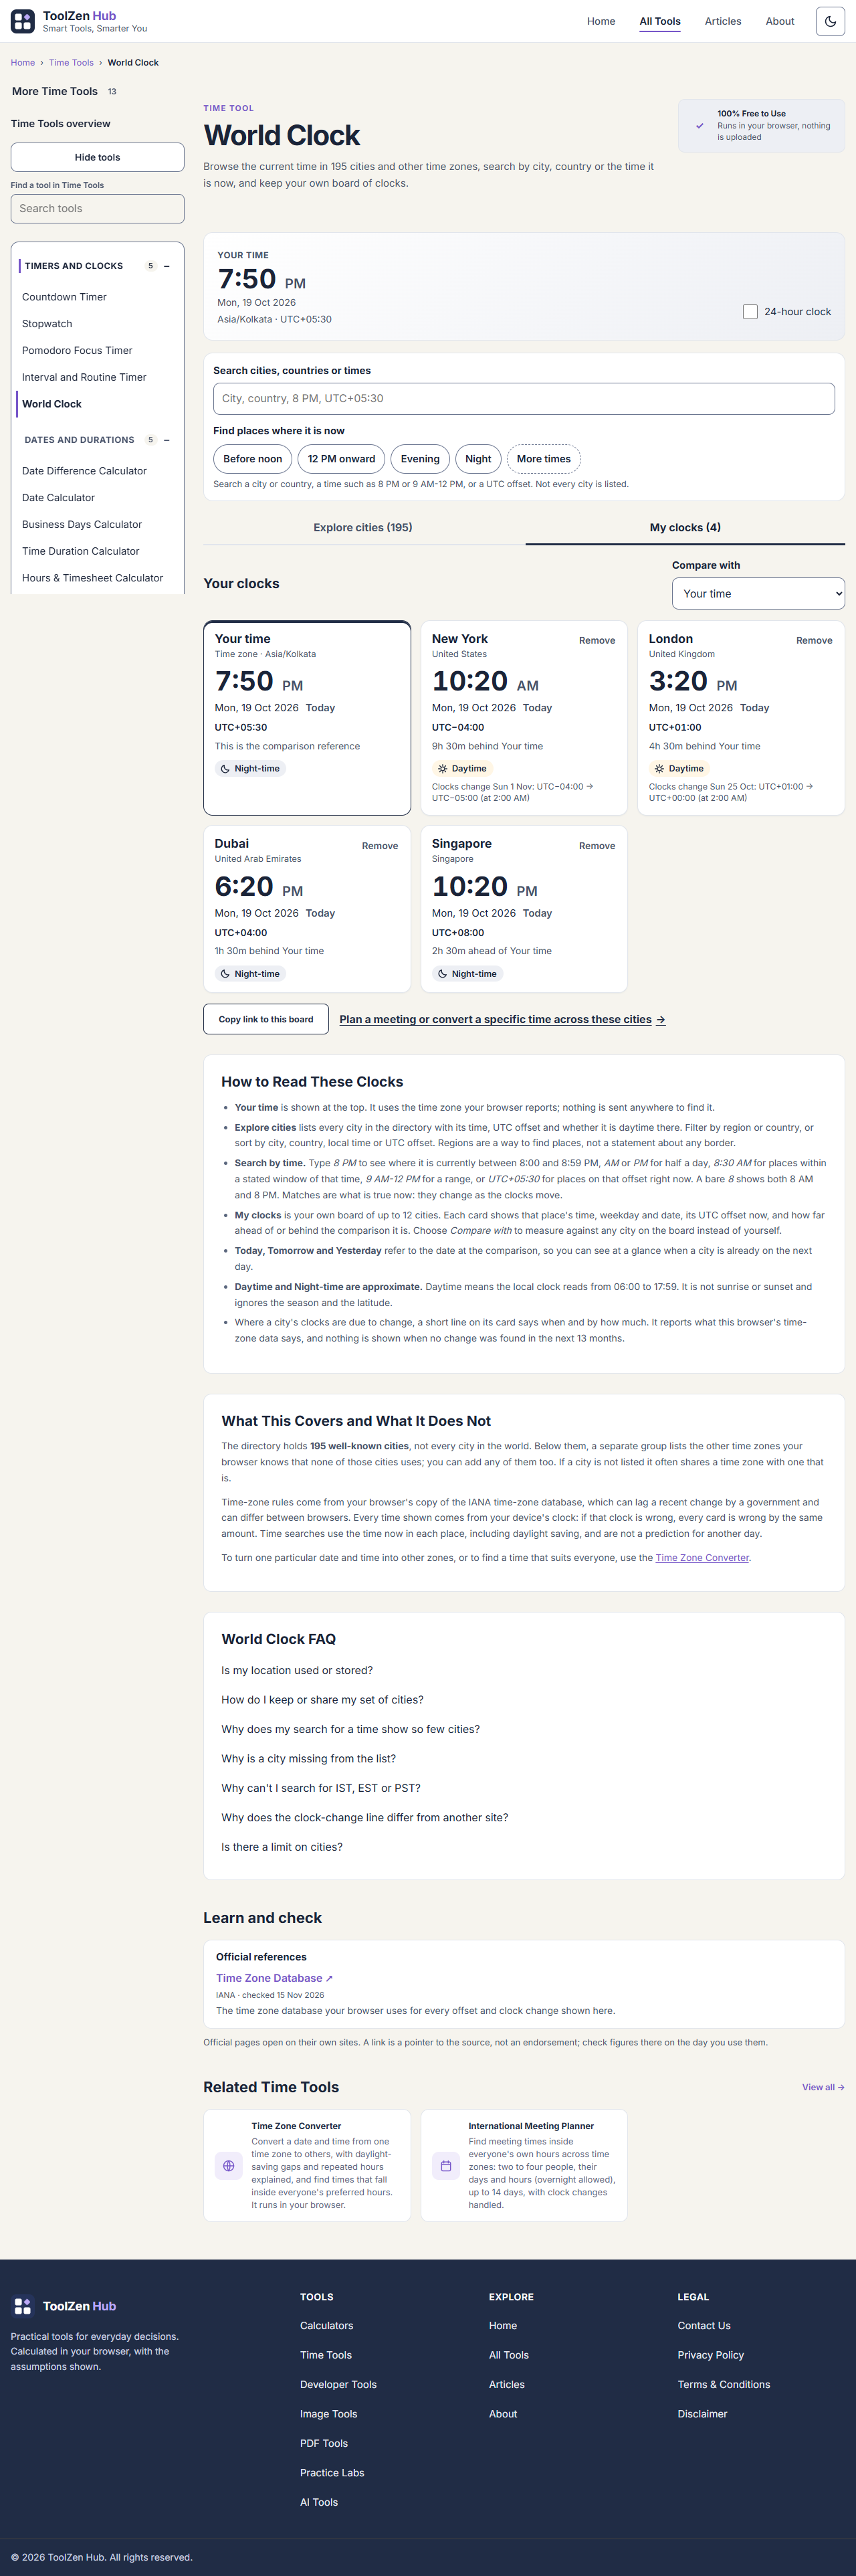 ToolZen Hub
Smart Tools, Smarter You
Home
All Tools
Articles
About
Home › Time Tools › World Clock
More Time Tools 13
Time Tools overview
Hide tools
Find a tool in Time Tools
Search tools
TIMERS AND CLOCKS 5 −
Countdown Timer
Stopwatch
Pomodoro Focus Timer
Interval and Routine Timer
World Clock
DATES AND DURATIONS 5 −
Date Difference Calculator
Date Calculator
Business Days Calculator
Time Duration Calculator
Hours & Timesheet Calculator
TIME TOOL
World Clock
Browse the current time in 195 cities and other time zones, search by city, country or the time it
is now, and keep your own board of clocks.
✓
100% Free to Use
Runs in your browser, nothing
is uploaded
YOUR TIME
7:50 PM
Mon, 19 Oct 2026
Asia/Kolkata · UTC+05:30
24-hour clock
Search cities, countries or times
City, country, 8 PM, UTC+05:30
Find places where it is now
Before noon
12 PM onward
Evening
Night
More times
Search a city or country, a time such as 8 PM or 9 AM-12 PM, or a UTC offset. Not every city is listed.
Explore cities (195)
My clocks (4)
Your clocks
Compare with
Your time
Your time
Time zone · Asia/Kolkata
7:50 PM
Mon, 19 Oct 2026 Today
UTC+05:30
This is the comparison reference
Night-time
New York
Remove
United States
10:20 AM
Mon, 19 Oct 2026 Today
UTC−04:00
9h 30m behind Your time
Daytime
Clocks change Sun 1 Nov: UTC−04:00 →
UTC−05:00 (at 2:00 AM)
London
Remove
United Kingdom
3:20 PM
Mon, 19 Oct 2026 Today
UTC+01:00
4h 30m behind Your time
Daytime
Clocks change Sun 25 Oct: UTC+01:00 →
UTC+00:00 (at 2:00 AM)
Dubai
Remove
United Arab Emirates
6:20 PM
Mon, 19 Oct 2026 Today
UTC+04:00
1h 30m behind Your time
Night-time
Singapore
Remove
Singapore
10:20 PM
Mon, 19 Oct 2026 Today
UTC+08:00
2h 30m ahead of Your time
Night-time
Copy link to this board
Plan a meeting or convert a specific time across these cities →
How to Read These Clocks
• Your time is shown at the top. It uses the time zone your browser reports; nothing is sent anywhere to find it.
• Explore cities lists every city in the directory with its time, UTC offset and whether it is daytime there. Filter by region or country, or
sort by city, country, local time or UTC offset. Regions are a way to find places, not a statement about any border.
• Search by time. Type 8 PM to see where it is currently between 8:00 and 8:59 PM, AM or PM for half a day, 8:30 AM for places within
a stated window of that time, 9 AM-12 PM for a range, or UTC+05:30 for places on that offset right now. A bare 8 shows both 8 AM
and 8 PM. Matches are what is true now: they change as the clocks move.
• My clocks is your own board of up to 12 cities. Each card shows that place's time, weekday and date, its UTC offset now, and how far
ahead of or behind the comparison it is. Choose Compare with to measure against any city on the board instead of yourself.
• Today, Tomorrow and Yesterday refer to the date at the comparison, so you can see at a glance when a city is already on the next
day.
• Daytime and Night-time are approximate. Daytime means the local clock reads from 06:00 to 17:59. It is not sunrise or sunset and
ignores the season and the latitude.
• Where a city's clocks are due to change, a short line on its card says when and by how much. It reports what this browser's time-
zone data says, and nothing is shown when no change was found in the next 13 months.
What This Covers and What It Does Not
The directory holds 195 well-known cities, not every city in the world. Below them, a separate group lists the other time zones your
browser knows that none of those cities uses; you can add any of them too. If a city is not listed it often shares a time zone with one that
is.
Time-zone rules come from your browser's copy of the IANA time-zone database, which can lag a recent change by a government and
can differ between browsers. Every time shown comes from your device's clock: if that clock is wrong, every card is wrong by the same
amount. Time searches use the time now in each place, including daylight saving, and are not a prediction for another day.
To turn one particular date and time into other zones, or to find a time that suits everyone, use the Time Zone Converter.
World Clock FAQ
Is my location used or stored?
How do I keep or share my set of cities?
Why does my search for a time show so few cities?
Why is a city missing from the list?
Why can't I search for IST, EST or PST?
Why does the clock-change line differ from another site?
Is there a limit on cities?
Learn and check
Official references
Time Zone Database ↗
IANA · checked 15 Nov 2026
The time zone database your browser uses for every offset and clock change shown here.
Official pages open on their own sites. A link is a pointer to the source, not an endorsement; check figures there on the day you use them.
Related Time Tools
View all →
Time Zone Converter
Convert a date and time from one
time zone to others, with daylight-
saving gaps and repeated hours
explained, and find times that fall
inside everyone's preferred hours.
It runs in your browser.
International Meeting Planner
Find meeting times inside
everyone's own hours across time
zones: two to four people, their
days and hours (overnight allowed),
up to 14 days, with clock changes
handled.
ToolZen Hub
Practical tools for everyday decisions.
Calculated in your browser, with the
assumptions shown.
TOOLS
Calculators
Time Tools
Developer Tools
Image Tools
PDF Tools
Practice Labs
AI Tools
EXPLORE
Home
All Tools
Articles
About
LEGAL
Contact Us
Privacy Policy
Terms & Conditions
Disclaimer
© 2026 ToolZen Hub. All rights reserved.